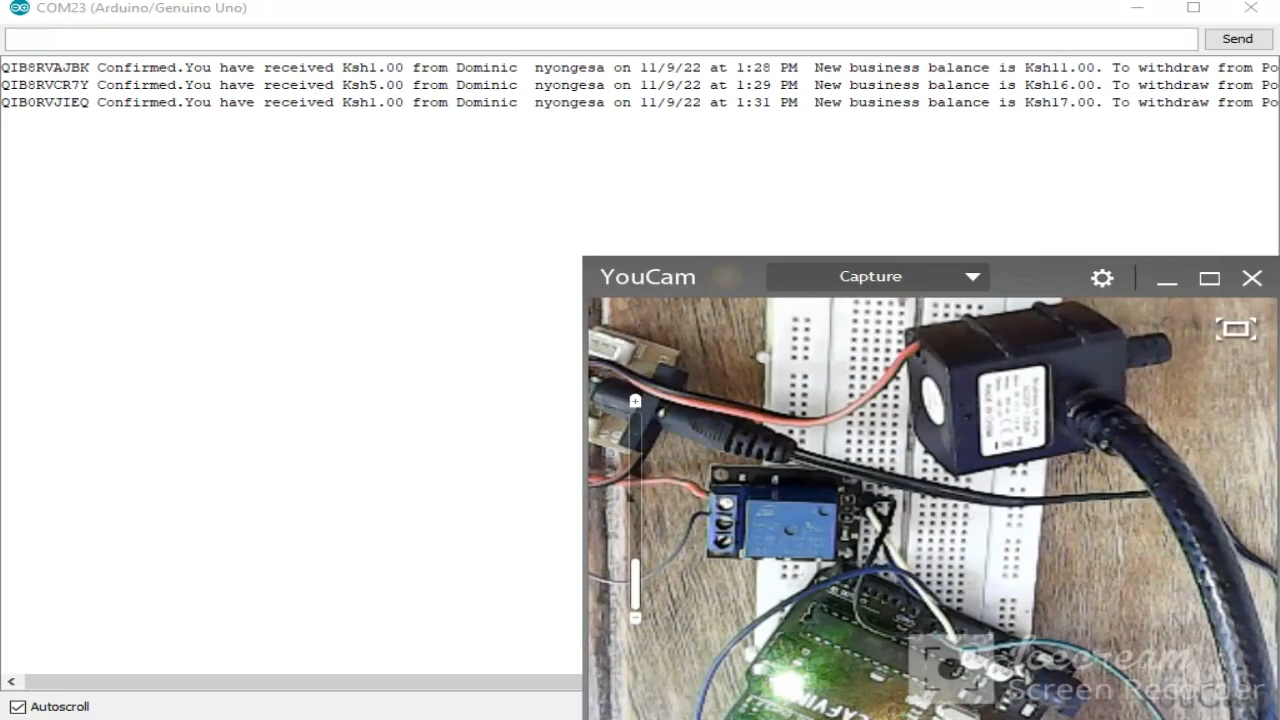 COM23 (Arduino/Genuino Uno)
Send
QIB8RVAJBK Confirmed.You have received Ksh1.00 from Dominic  nyongesa on 11/9/22 at 1:28 PM  New business balance is Ksh11.00. To withdraw from Po
QIB8RVCR7Y Confirmed.You have received Ksh5.00 from Dominic  nyongesa on 11/9/22 at 1:29 PM  New business balance is Ksh16.00. To withdraw from Po
QIB0RVJIEQ Confirmed.You have received Ksh1.00 from Dominic  nyongesa on 11/9/22 at 1:31 PM  New business balance is Ksh17.00. To withdraw from Po
YouCam
Capture
Icecream
Screen Recorder
Autoscroll